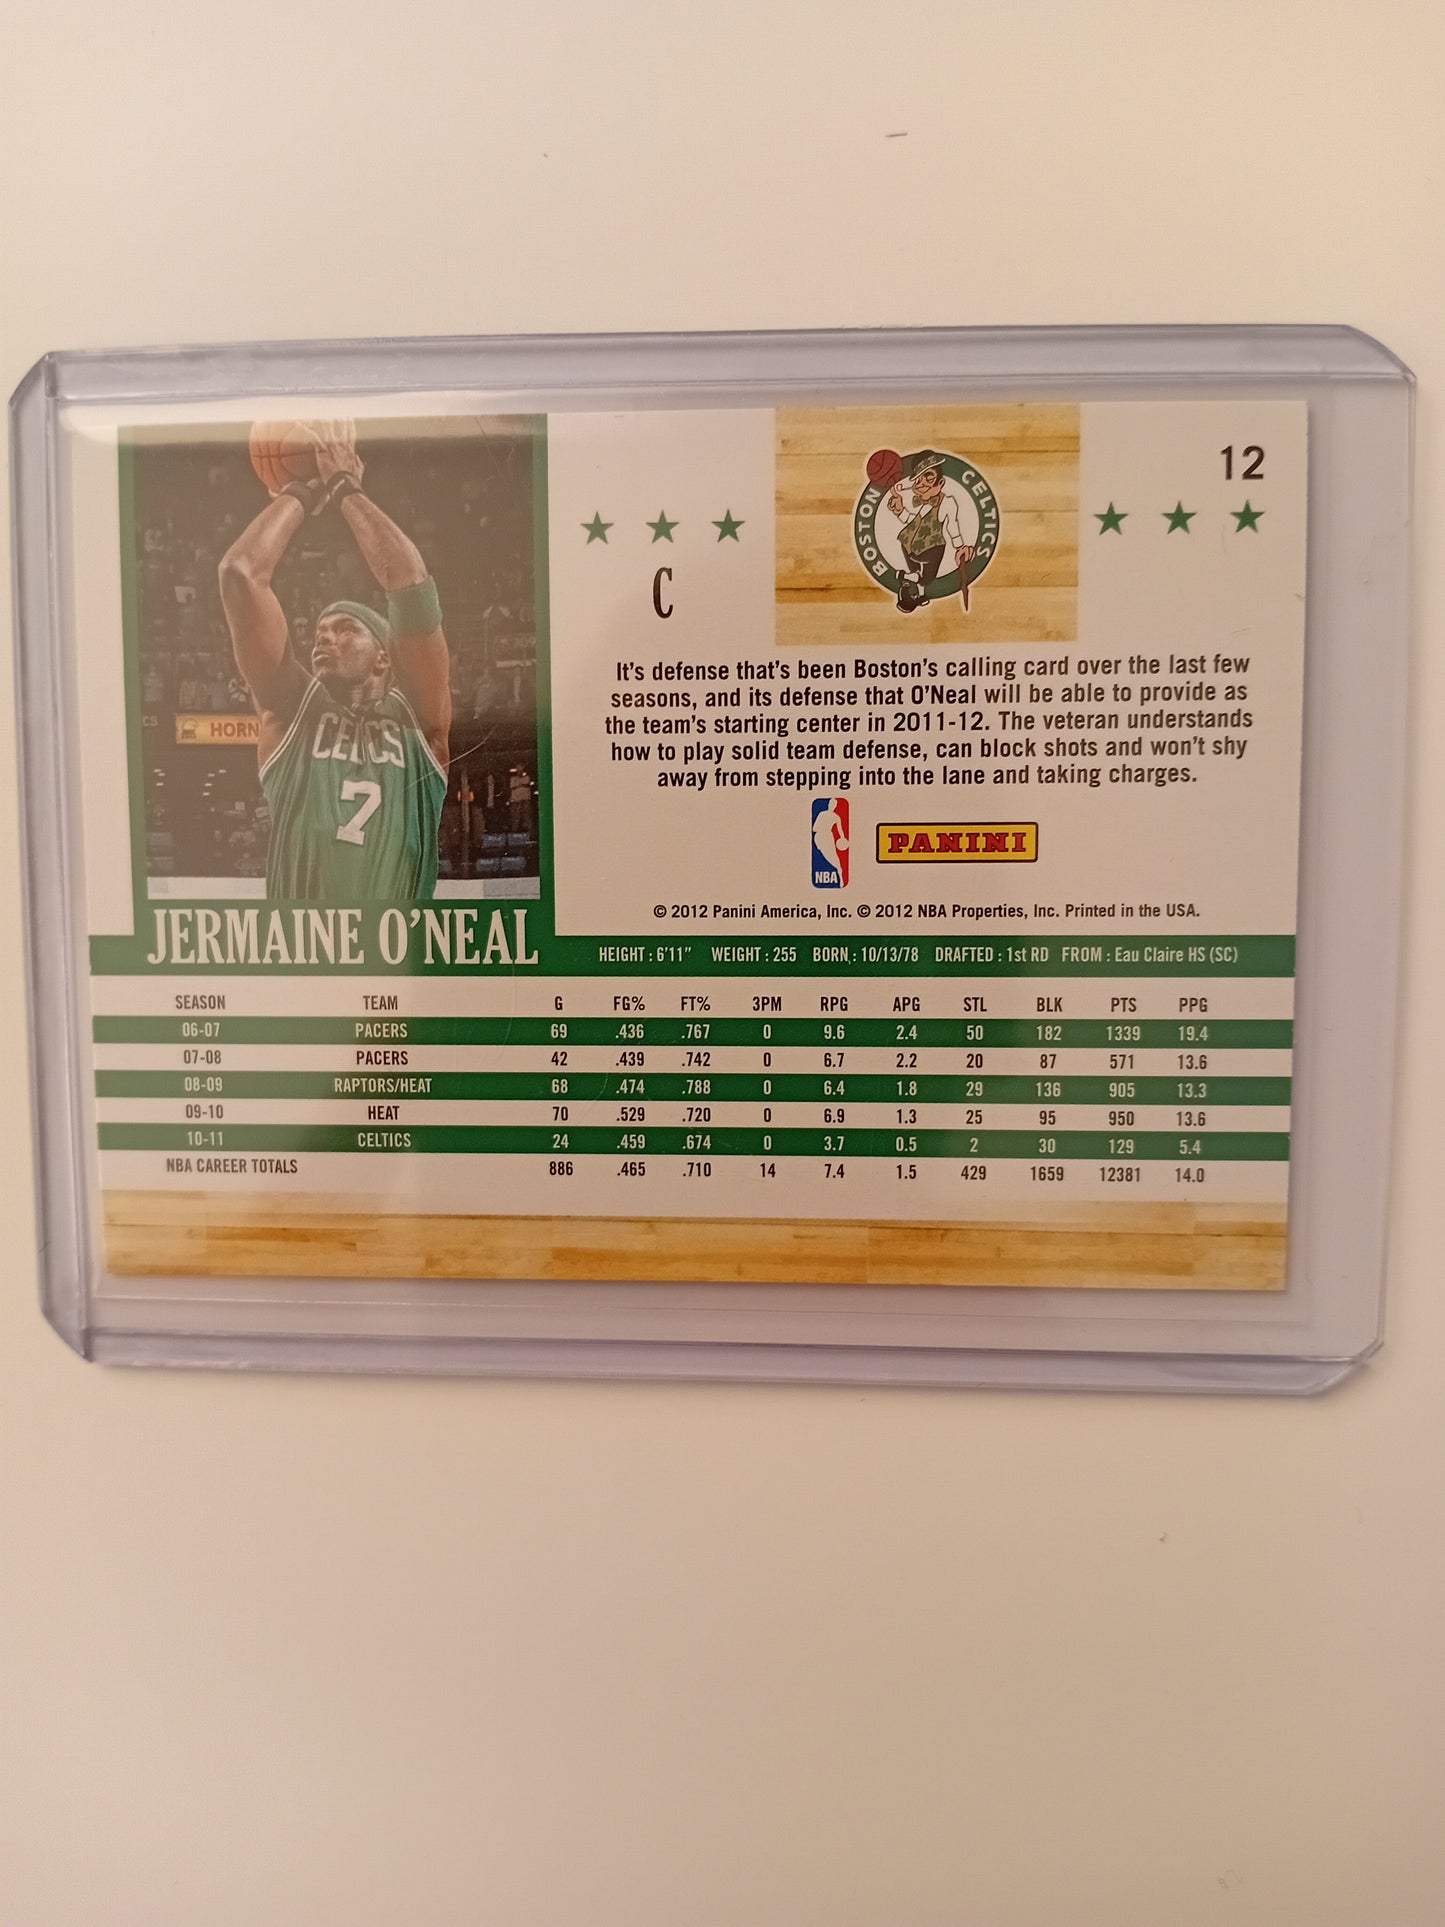 12
BOSTON CELTICS
C
HORN
CELTICS
7
It's defense that's been Boston's calling card over the last few
seasons, and its defense that O'Neal will be able to provide as
the team's starting center in 2011-12. The veteran understands
how to play solid team defense, can block shots and won't shy
away from stepping into the lane and taking charges.
NBA
PANINI
© 2012 Panini America, Inc. © 2012 NBA Properties, Inc. Printed in the USA.
JERMAINE O'NEAL
HEIGHT : 6'11" WEIGHT : 255 BORN : 10/13/78 DRAFTED : 1st RD FROM : Eau Claire HS (SC)
SEASON TEAM G FG% FT% 3PM RPG APG STL BLK PTS PPG
06-07 PACERS 69 .436 .767 0 9.6 2.4 50 182 1339 19.4
07-08 PACERS 42 .439 .742 0 6.7 2.2 20 87 571 13.6
08-09 RAPTORS/HEAT 68 .474 .788 0 6.4 1.8 29 136 905 13.3
09-10 HEAT 70 .529 .720 0 6.9 1.3 25 95 950 13.6
10-11 CELTICS 24 .459 .674 0 3.7 0.5 2 30 129 5.4
NBA CAREER TOTALS 886 .465 .710 14 7.4 1.5 429 1659 12381 14.0